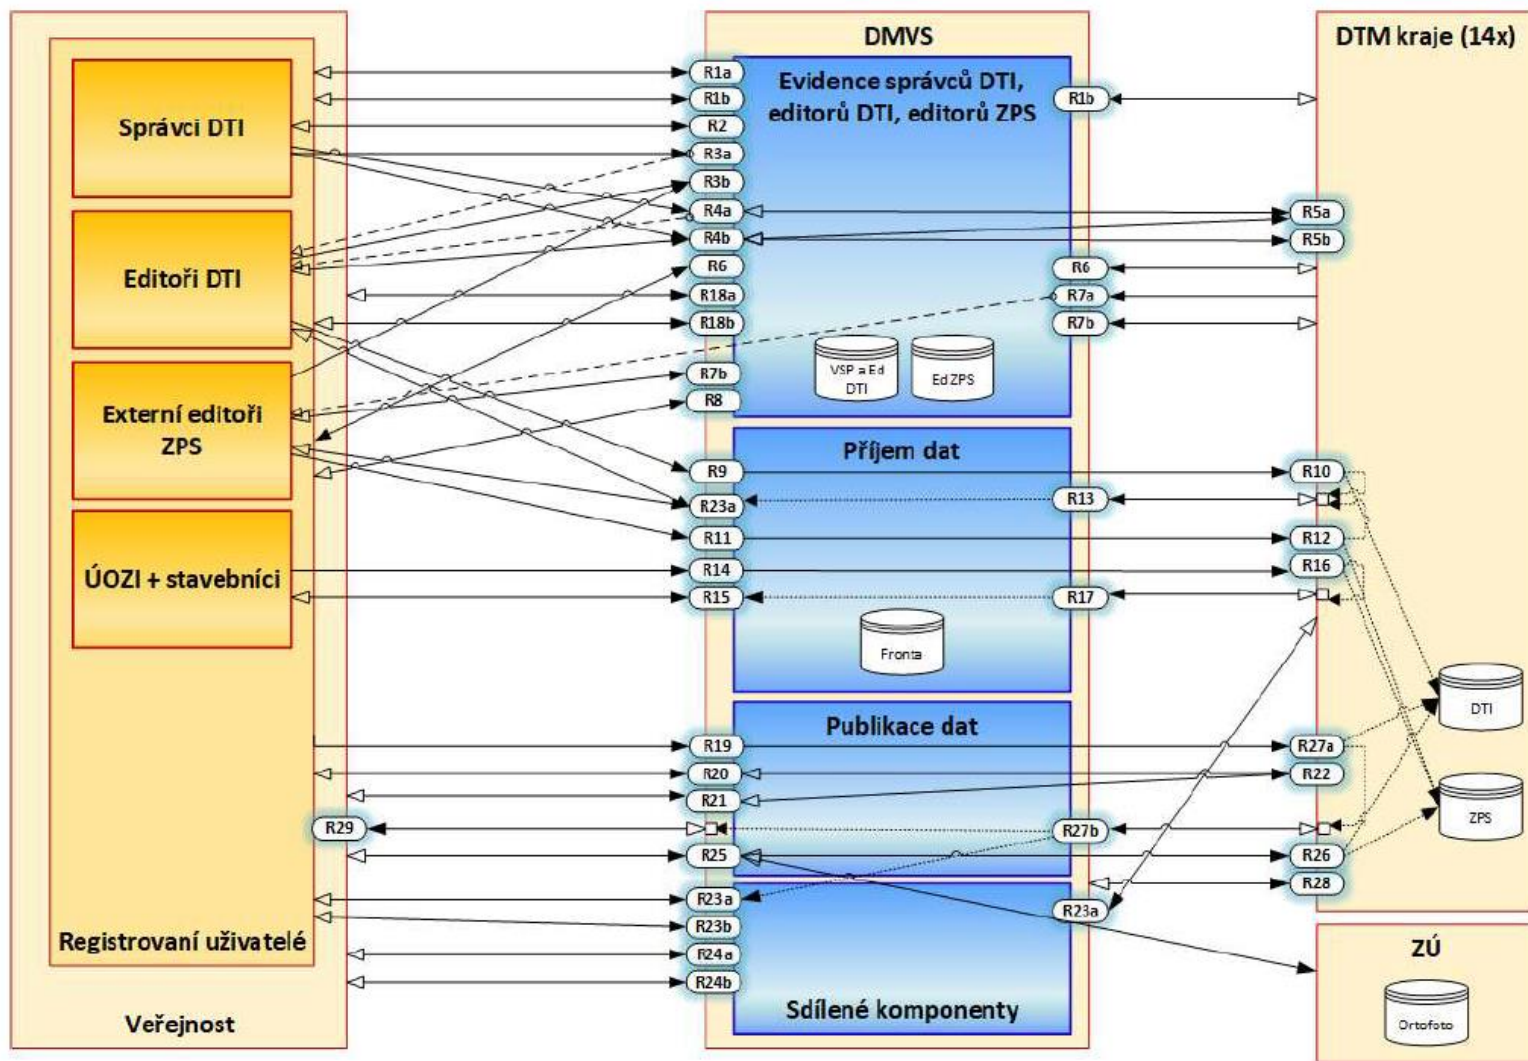 Správci DTI
Editoři DTI
Externí editoři
ZPS
ÚOZI + stavebníci
Registrovaní uživatelé
Veřejnost
R29
DMVS
Evidence správců DTI,
editorů DTI, editorů ZPS
R1a
R1b
R2
R3a
R3b
R4a
R4b
R6
R18a
R18b
R7b
R8
R1b
R6
R7a
R7b
VSP a Ed
DTI
Ed ZPS
Příjem dat
R9
R23a
R11
R14
R15
R13
R17
Fronta
Publikace dat
R19
R20
R21
R25
R27b
R23a
R23b
R24a
R24b
R23a
Sdílené komponenty
DTM kraje (14x)
R5a
R5b
R10
R12
R16
R27a
R22
R26
R28
DTI
ZPS
ZÚ
Ortofoto